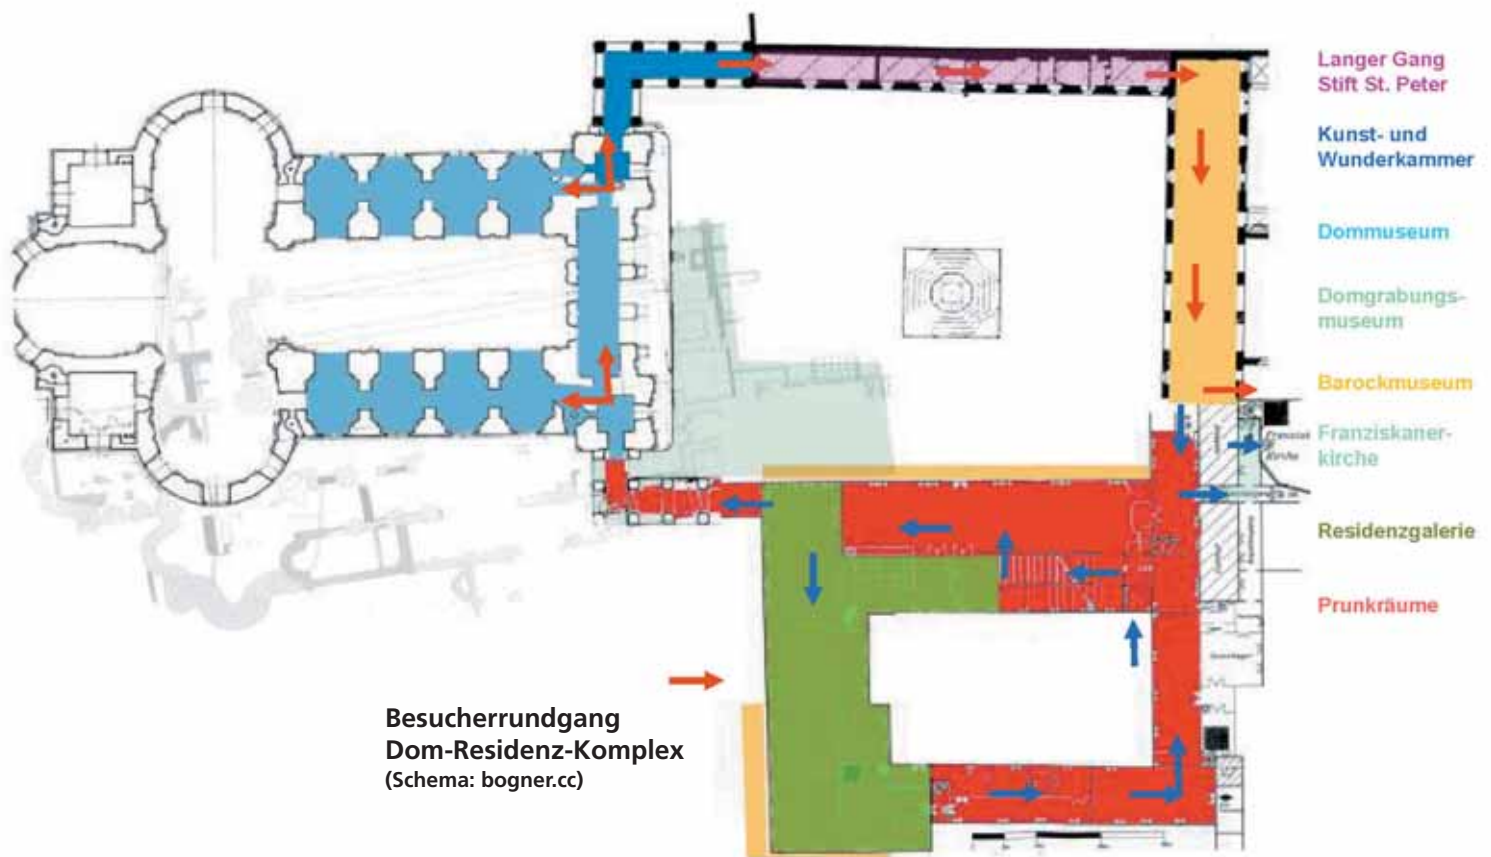 Langer Gang
Stift St. Peter
Kunst- und
Wunderkammer
Dommuseum
Domgrabungs-
museum
Barockmuseum
Franziskaner-
kirche
Residenzgalerie
Prunkräume
Besucherrundgang
Dom-Residenz-Komplex
(Schema: bogner.cc)